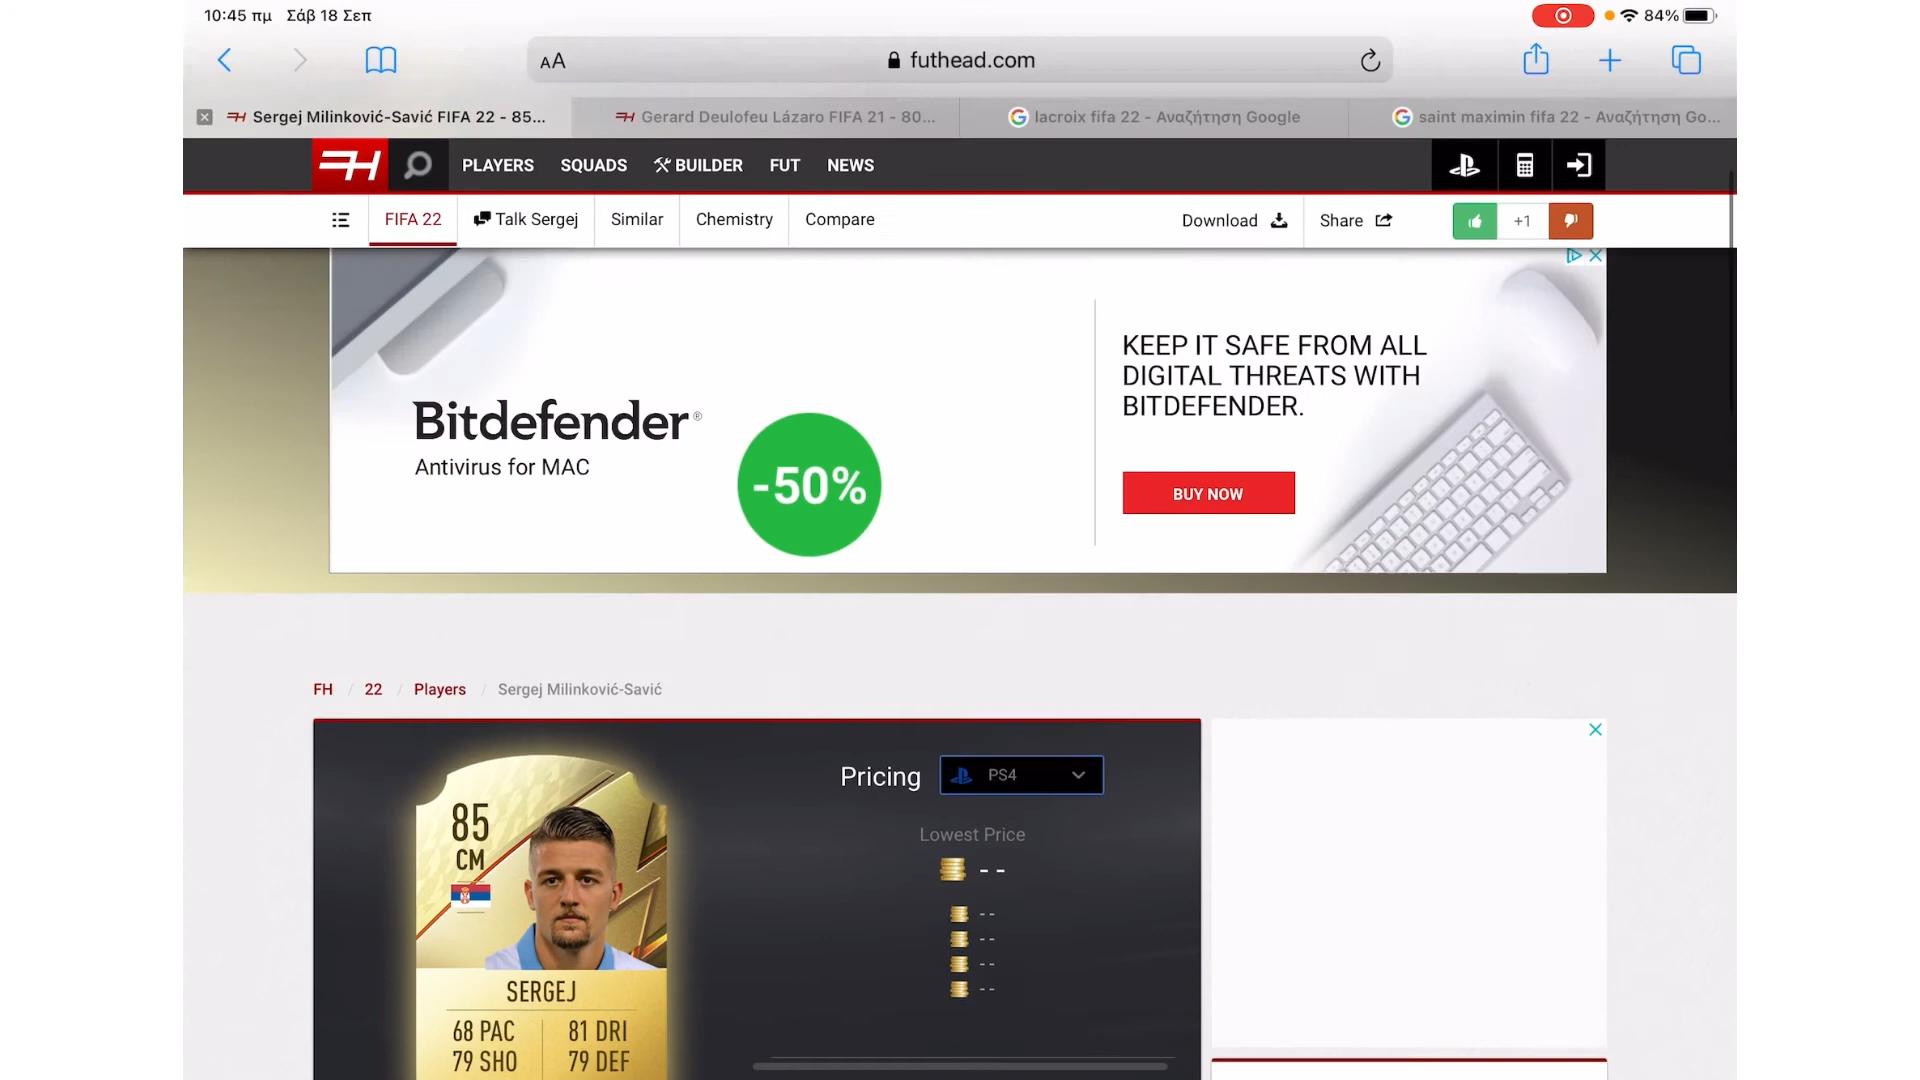 10:45 πμ Σάβ 18 Σεπ
84%
AA
futhead.com
Sergej Milinković-Savić FIFA 22 - 85...
Gerard Deulofeu Lázaro FIFA 21 - 80...
lacroix fifa 22 - Αναζήτηση Google
saint maximin fifa 22 - Αναζήτηση Go...
FH
PLAYERS
SQUADS
BUILDER
FUT
NEWS
FIFA 22
Talk Sergej
Similar
Chemistry
Compare
Download
Share
+1
Bitdefender®
Antivirus for MAC
-50%
KEEP IT SAFE FROM ALL
DIGITAL THREATS WITH
BITDEFENDER.
BUY NOW
FH / 22 / Players / Sergej Milinković-Savić
85
CM
SERGEJ
68 PAC 81 DRI
79 SHO 79 DEF
Pricing
PS4
Lowest Price
- -
- -
- -
- -
- -